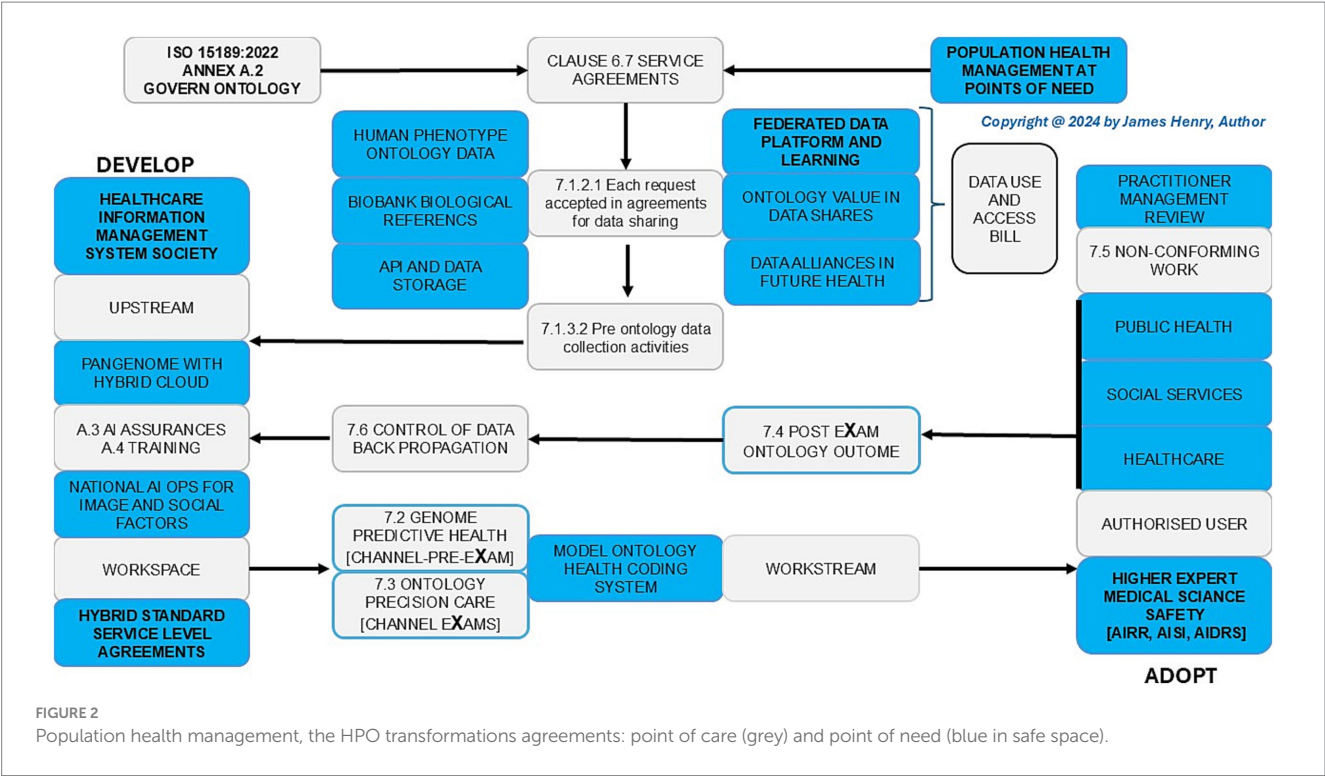 ISO 15189:2022
ANNEX A.2
GOVERN ONTOLOGY
CLAUSE 6.7 SERVICE
AGREEMENTS
POPULATION HEALTH
MANAGEMENT AT
POINTS OF NEED
Copyright @ 2024 by James Henry, Author
HUMAN PHENOTYPE
ONTOLOGY DATA
BIOBANK BIOLOGICAL
REFERENCS
API AND DATA
STORAGE
7.1.2.1 Each request
accepted in agreements
for data sharing
7.1.3.2 Pre ontology data
collection activities
FEDERATED DATA
PLATFORM AND
LEARNING
ONTOLOGY VALUE IN
DATA SHARES
DATA ALLIANCES IN
FUTURE HEALTH
DATA USE
AND
ACCESS
BILL
DEVELOP
HEALTHCARE
INFORMATION
MANAGEMENT
SYSTEM SOCIETY
UPSTREAM
PANGENOME WITH
HYBRID CLOUD
A.3 AI ASSURANCES
A.4 TRAINING
NATIONAL AI OPS FOR
IMAGE AND SOCIAL
FACTORS
WORKSPACE
HYBRID STANDARD
SERVICE LEVEL
AGREEMENTS
7.6 CONTROL OF DATA
BACK PROPAGATION
7.4 POST EXAM
ONTOLOGY OUTOME
7.2 GENOME
PREDICTIVE HEALTH
[CHANNEL-PRE-EXAM]
7.3 ONTOLOGY
PRECISION CARE
[CHANNEL EXAMS]
MODEL ONTOLOGY
HEALTH CODING
SYSTEM
WORKSTREAM
PRACTITIONER
MANAGEMENT
REVIEW
7.5 NON-CONFORMING
WORK
PUBLIC HEALTH
SOCIAL SERVICES
HEALTHCARE
AUTHORISED USER
HIGHER EXPERT
MEDICAL SCIANCE
SAFETY
[AIRR, AISI, AIDRS]
ADOPT
FIGURE 2
Population health management, the HPO transformations agreements: point of care (grey) and point of need (blue in safe space).